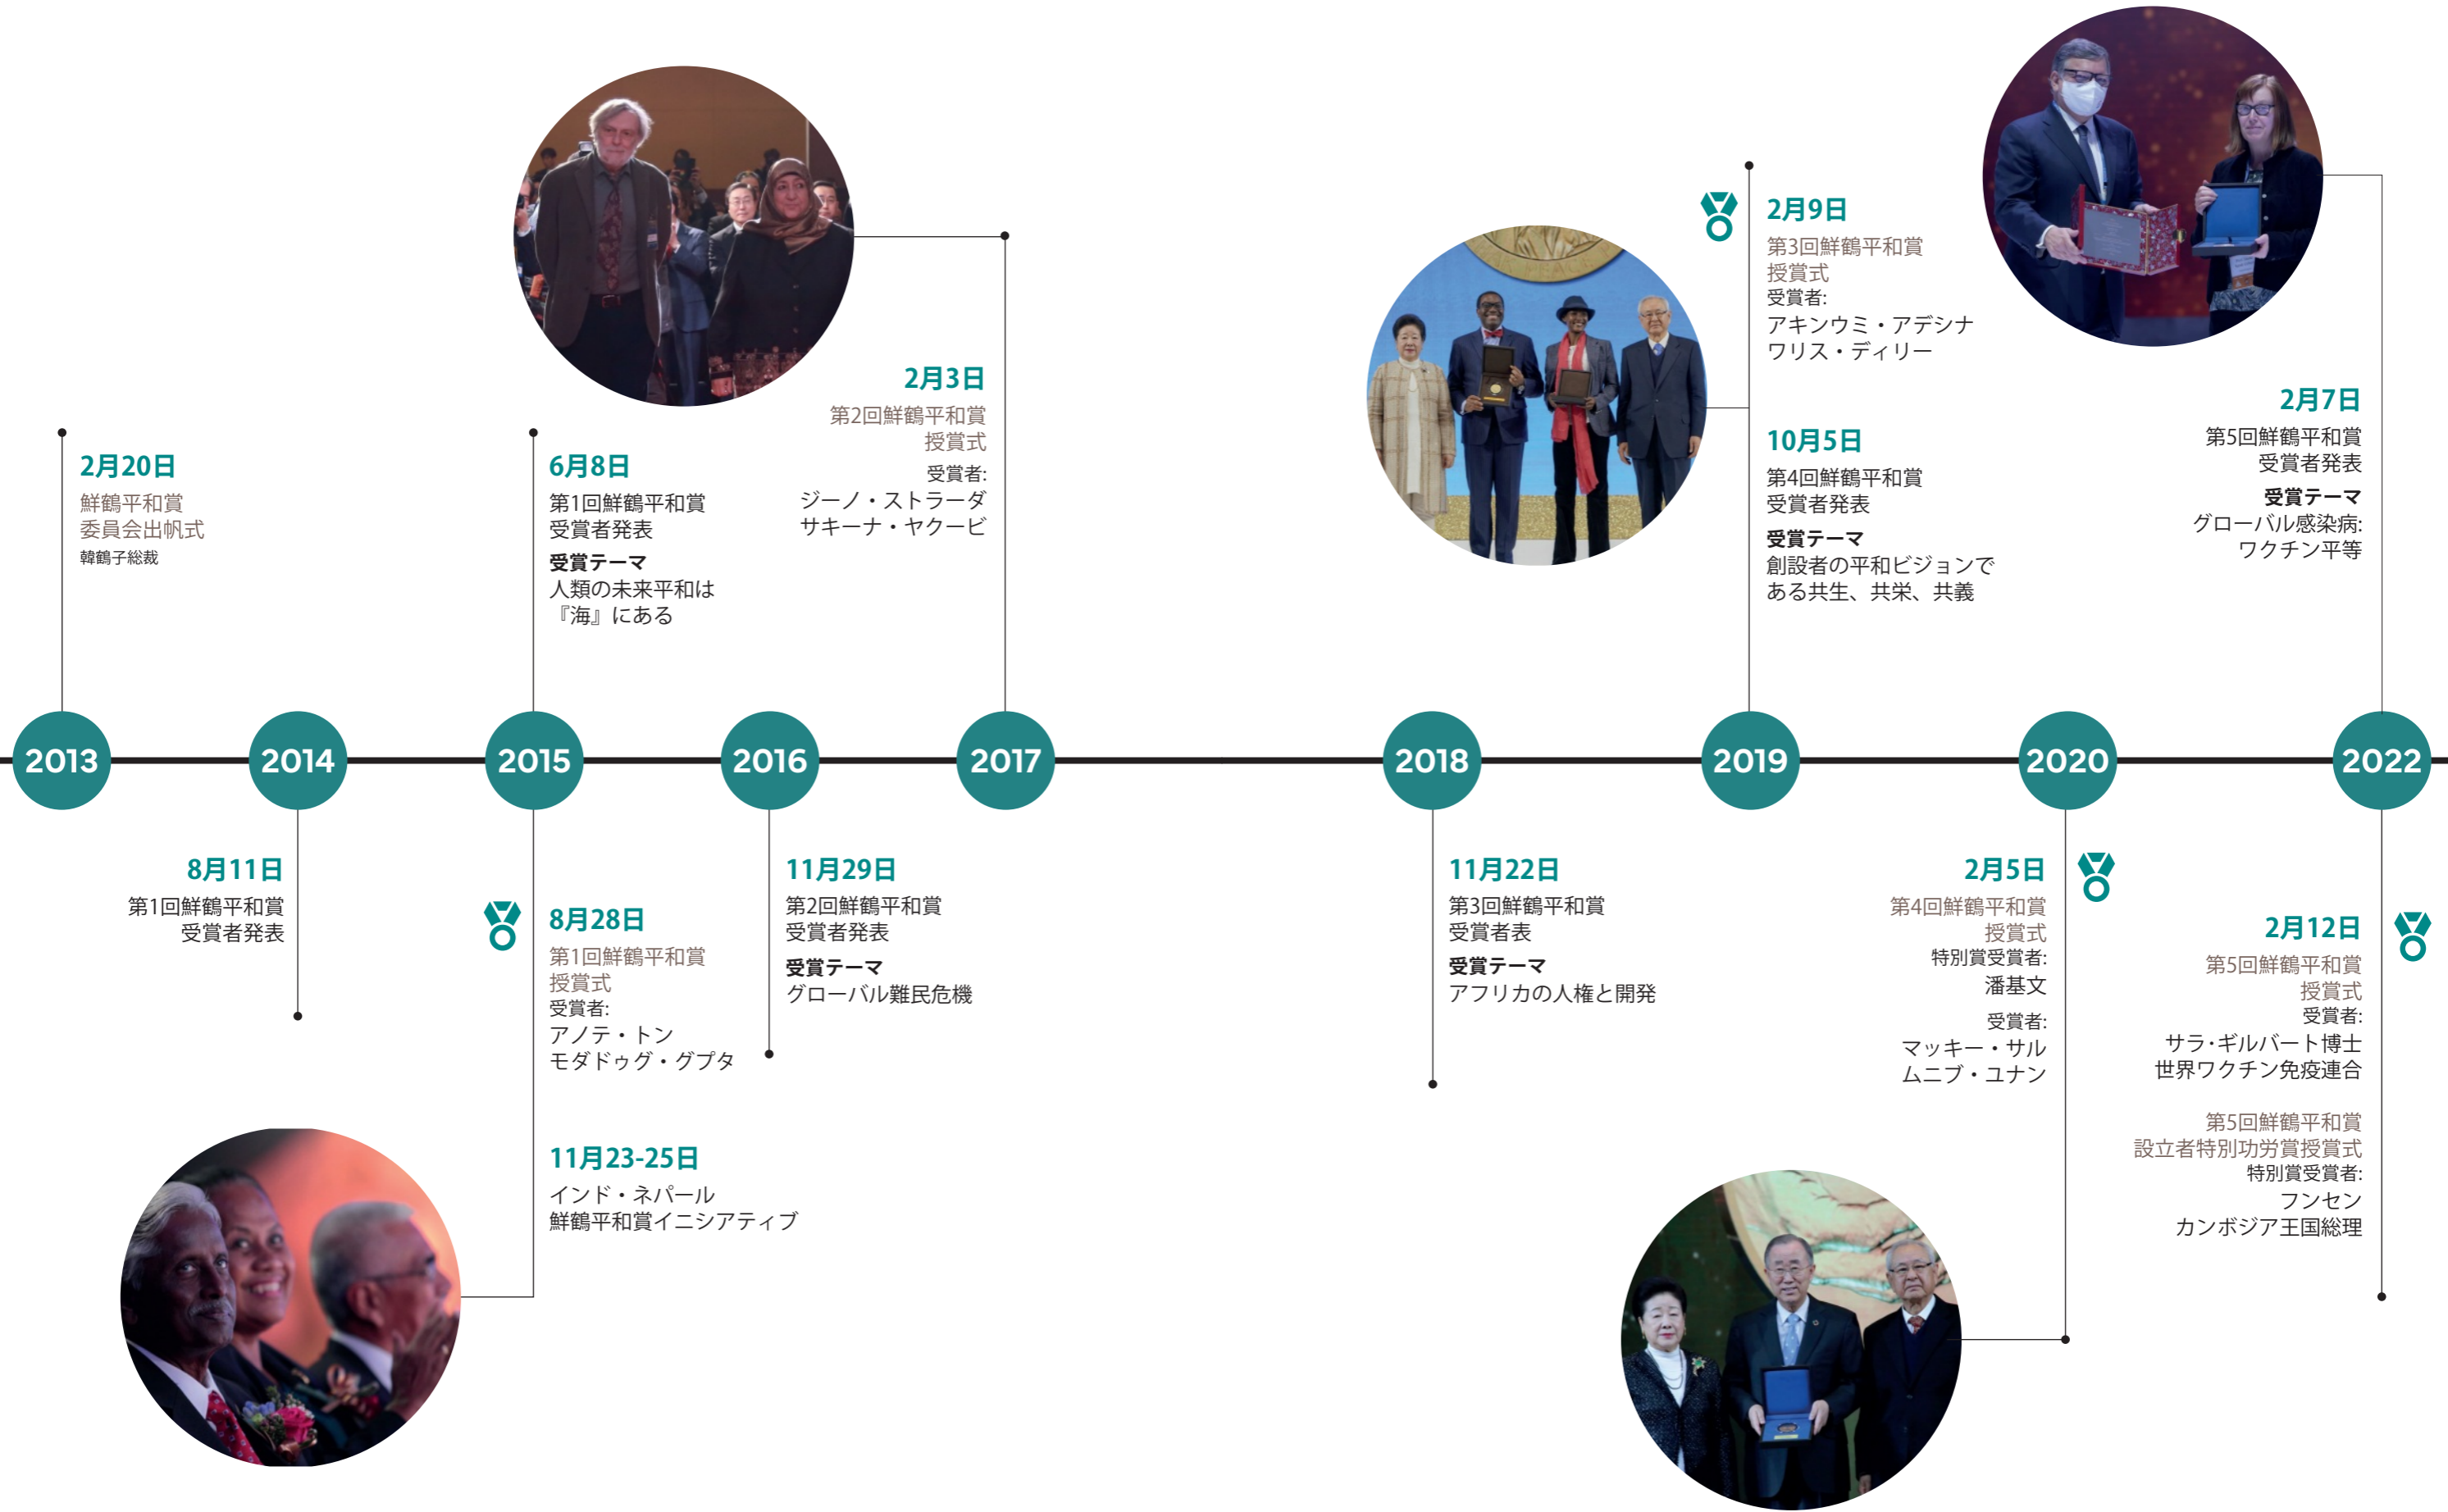 2月20日
鮮鶴平和賞
委員会出帆式
韓鶴子総裁
6月8日
第1回鮮鶴平和賞
受賞者発表
受賞テーマ
人類の未来平和は
『海』にある
2月3日
第2回鮮鶴平和賞
授賞式
受賞者:
ジーノ・ストラーダ
サキーナ・ヤクービ
2月9日
第3回鮮鶴平和賞
授賞式
受賞者:
アキンウミ・アデシナ
ワリス・ディリー
10月5日
第4回鮮鶴平和賞
受賞者発表
受賞テーマ
創設者の平和ビジョンで
ある共生、共栄、共義
2月7日
第5回鮮鶴平和賞
受賞者発表
受賞テーマ
グローバル感染病:
ワクチン平等
2013
2014
2015
2016
2017
2018
2019
2020
2022
8月11日
第1回鮮鶴平和賞
受賞者発表
8月28日
第1回鮮鶴平和賞
授賞式
受賞者:
アノテ・トン
モダドゥグ・グプタ
11月23-25日
インド・ネパール
鮮鶴平和賞イニシアティブ
11月29日
第2回鮮鶴平和賞
受賞者発表
受賞テーマ
グローバル難民危機
11月22日
第3回鮮鶴平和賞
受賞者表
受賞テーマ
アフリカの人権と開発
2月5日
第4回鮮鶴平和賞
授賞式
特別賞受賞者:
潘基文
受賞者:
マッキー・サル
ムニブ・ユナン
2月12日
第5回鮮鶴平和賞
授賞式
受賞者:
サラ・ギルバート博士
世界ワクチン免疫連合
第5回鮮鶴平和賞
設立者特別功労賞授賞式
特別賞受賞者:
フンセン
カンボジア王国総理